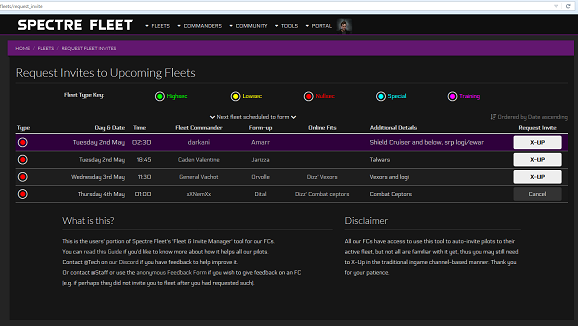 fleets/request_invite
SPECTRE FLEET
FLEETS COMMANDERS COMMUNITY TOOLS PORTAL
HOME / FLEETS / REQUEST FLEET INVITES
Request Invites to Upcoming Fleets
Fleet Type Key Highsec Lowsec Nullsec Special Training
Next fleet scheduled to form Ordered by Date ascending
Type Day & Date Time Fleet Commander Form-up Online Fits Additional Details Request Invite
Tuesday 2nd May 02:30 darkani Amarr Shield Cruiser and below, srp logi/ewar X-UP
Tuesday 2nd May 18:45 Caden Valentine Jarizza Talwars X-UP
Wednesday 3rd May 11:30 General Vachot Orvolle Dizi' Vexors Vexors and logi X-UP
Thursday 4th May 01:00 sXNemXx Dital Dizi' Combat ceptors Combat Ceptors Cancel
What is this?
This is the users' portion of Spectre Fleet's 'Fleet & Invite Manager' tool for our FCs.
You can read this Guide if you'd like to know more about how it helps all our pilots.
Contact @Tech on our Discord if you have feedback to help improve it.
Or contact @Staff or use the anonymous Feedback Form if you wish to give feedback on an FC
(e.g. if perhaps they did not invite you to fleet after you had requested such).
Disclaimer
All our FCs have access to use this tool to auto-invite pilots to their
active fleet, but not all are familiar with it yet, thus you may still need
to X-Up in the traditional ingame channel-based manner. Thank you
for your patience.